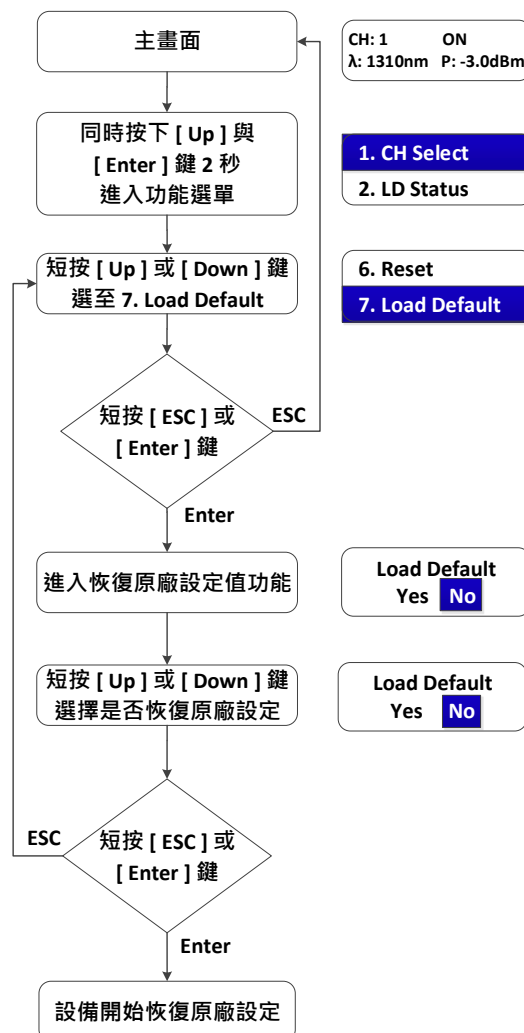 主畫面
CH: 1 ON
λ: 1310nm P: -3.0dBm
同時按下 [ Up ] 與
[ Enter ] 鍵 2 秒
進入功能選單
1. CH Select
2. LD Status
短按 [ Up ] 或 [ Down ] 鍵
選至 7. Load Default
6. Reset
7. Load Default
短按 [ ESC ] 或
[ Enter ] 鍵
ESC
Enter
進入恢復原廠設定值功能
Load Default
Yes No
短按 [ Up ] 或 [ Down ] 鍵
選擇是否恢復原廠設定
Load Default
Yes No
ESC
短按 [ ESC ] 或
[ Enter ] 鍵
Enter
設備開始恢復原廠設定